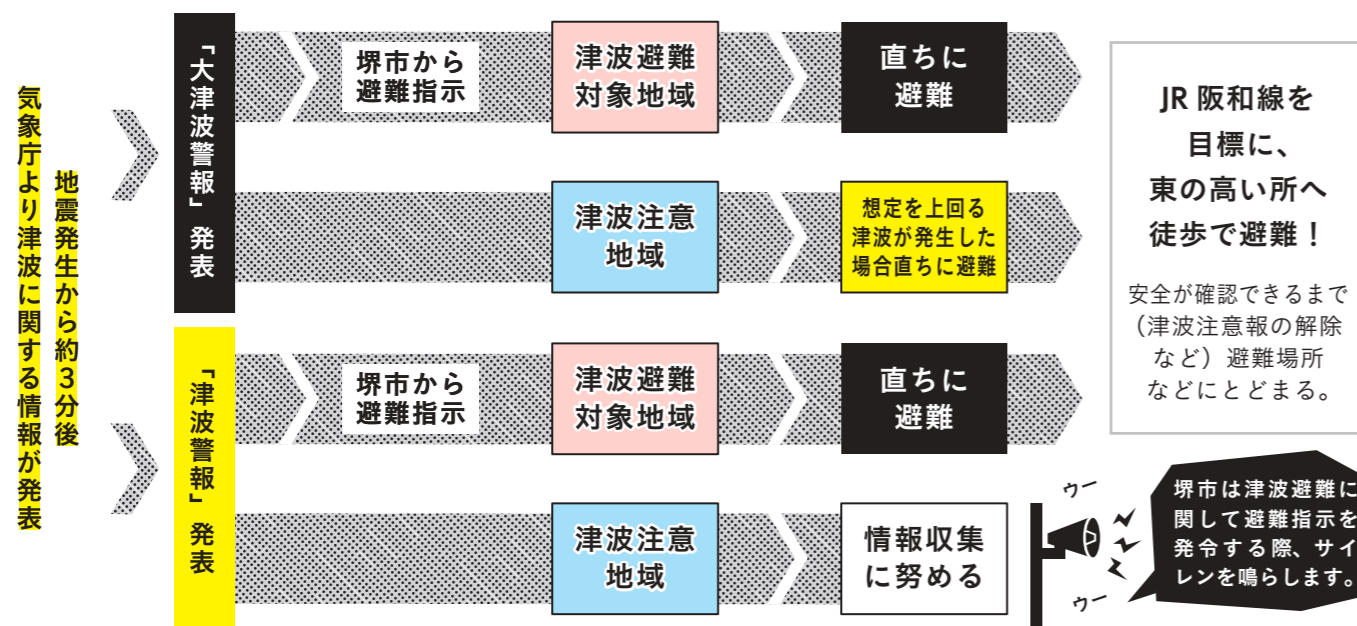 地震発生から約3分後
気象庁より津波に関する情報が発表
「大津波警報」発表
堺市から
避難指示
津波避難
対象地域
直ちに
避難
津波注意
地域
想定を上回る
津波が発生した
場合直ちに避難
「津波警報」発表
堺市から
避難指示
津波避難
対象地域
直ちに
避難
津波注意
地域
情報収集
に努める
JR 阪和線を
目標に、
東の高い所へ
徒歩で避難！
安全が確認できるまで
（津波注意報の解除
など）避難場所
などにとどまる。
ウー
ウー
堺市は津波避難に
関して避難指示を
発令する際、サイ
レンを鳴らします。